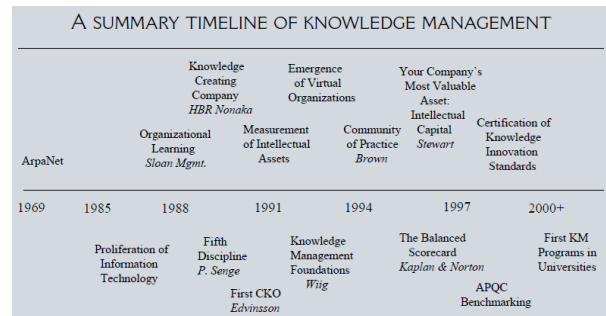 A SUMMARY TIMELINE OF KNOWLEDGE MANAGEMENT
Knowledge
Creating
Company
HBR Nonaka
Emergence
of Virtual
Organizations
Your Company's
Most Valuable
Asset:
Intellectual
Capital
Stewart
Organizational
Learning
Sloan Mgmt.
Measurement
of Intellectual
Assets
Community
of Practice
Brown
Certification of
Knowledge
Innovation
Standards
ArpaNet
1969 1985 1988 1991 1994 1997 2000+
Proliferation of
Information
Technology
Fifth
Discipline
P. Senge
First CKO
Edvinsson
Knowledge
Management
Foundations
Wiig
The Balanced
Scorecard
Kaplan & Norton
APQC
Benchmarking
First KM
Programs in
Universities